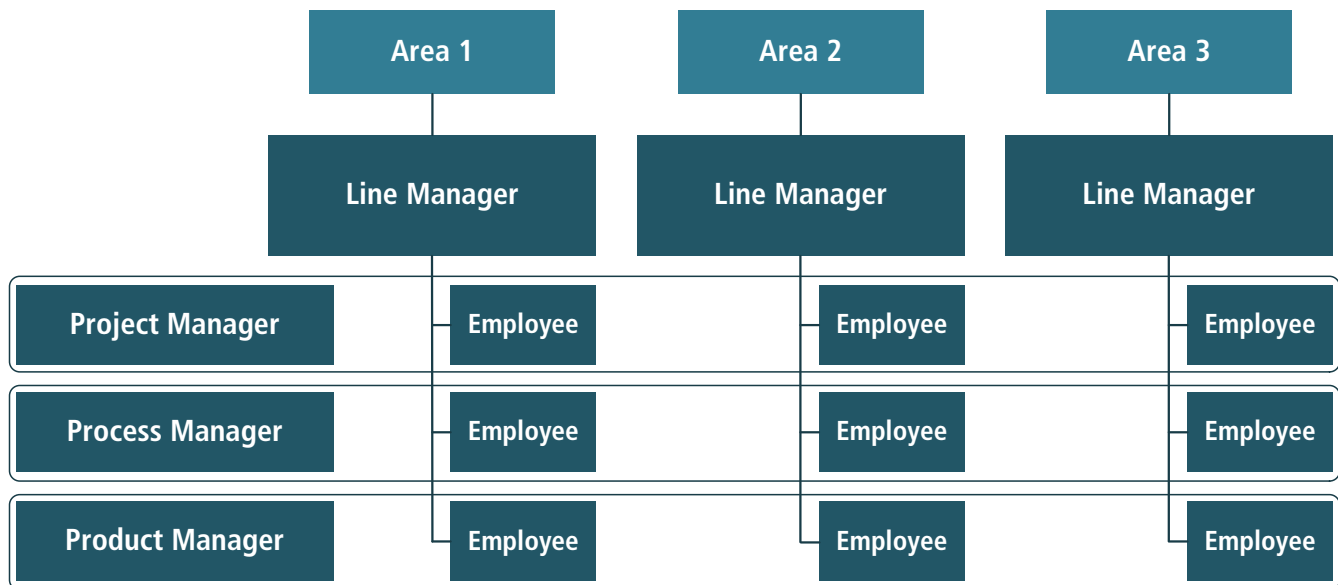 Area 1
Area 2
Area 3
Line Manager
Line Manager
Line Manager
Project Manager
Employee
Employee
Employee
Process Manager
Employee
Employee
Employee
Product Manager
Employee
Employee
Employee